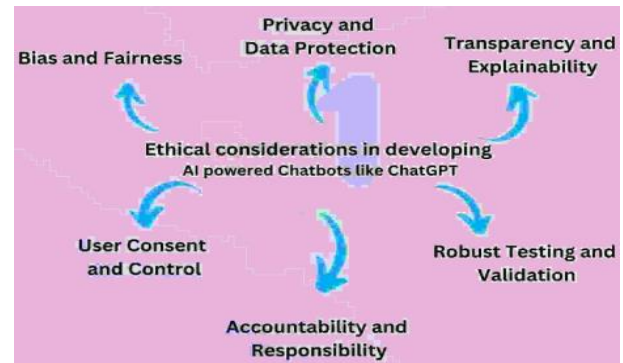 Privacy and
Data Protection
Bias and Fairness
Transparency and
Explainability
1
Ethical considerations in developing
AI powered Chatbots like ChatGPT
User Consent
and Control
Robust Testing and
Validation
Accountability and
Responsibility